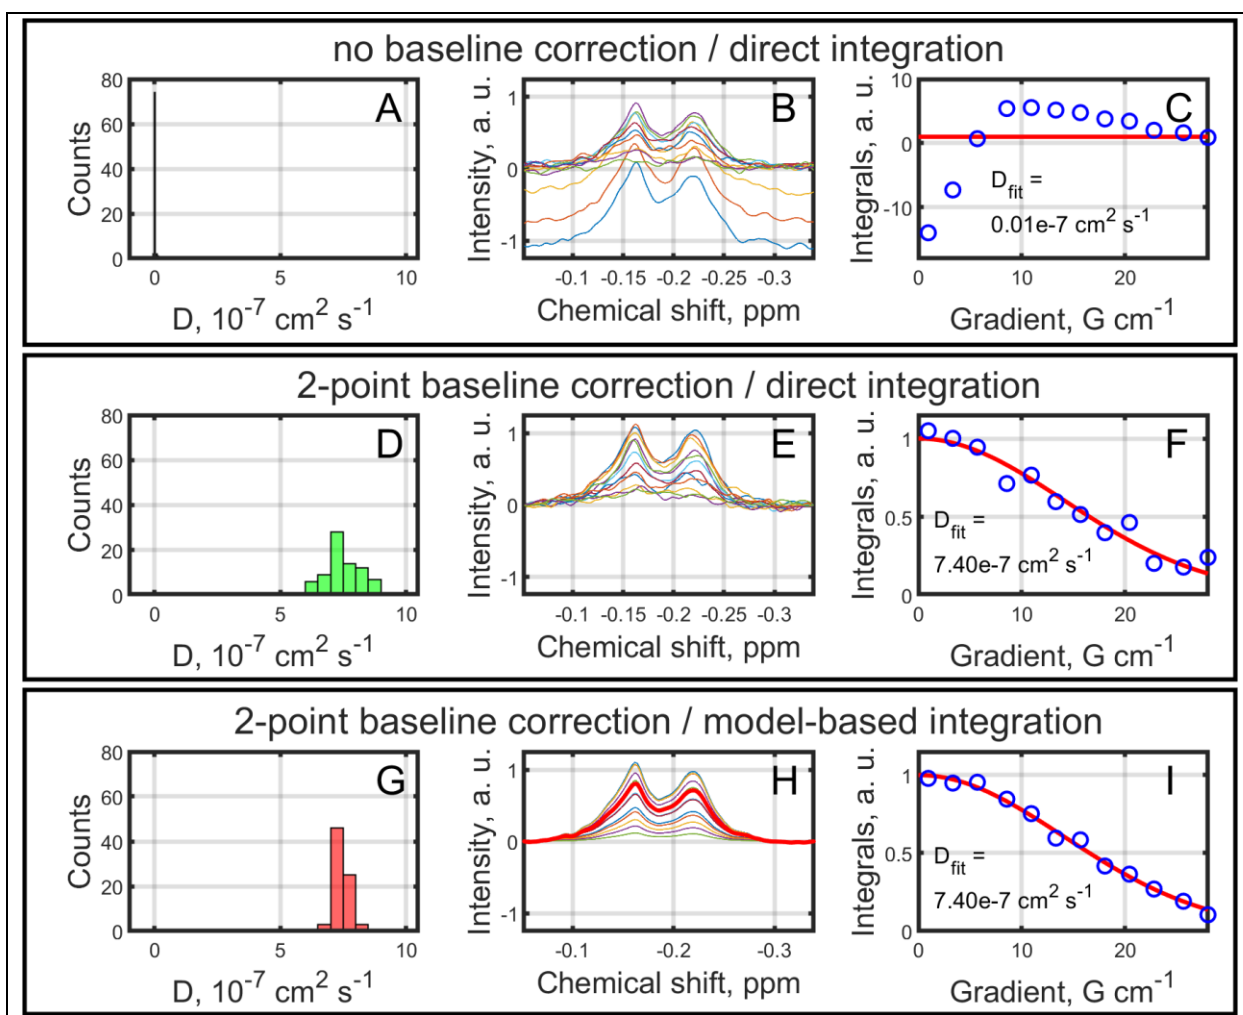 no baseline correction / direct integration
80
60
40
20
0
Counts
A
0 5 10
D, 10⁻⁷ cm² s⁻¹
1
0
-1
Intensity, a. u.
B
-0.1 -0.15 -0.2 -0.25 -0.3
Chemical shift, ppm
10
0
-10
Integrals, a. u.
C
D_fit =
0.01e-7 cm² s⁻¹
0 10 20
Gradient, G cm⁻¹
2-point baseline correction / direct integration
80
60
40
20
0
Counts
D
0 5 10
D, 10⁻⁷ cm² s⁻¹
1
0
-1
Intensity, a. u.
E
-0.1 -0.15 -0.2 -0.25 -0.3
Chemical shift, ppm
1
0.5
0
Integrals, a. u.
F
D_fit =
7.40e-7 cm² s⁻¹
0 10 20
Gradient, G cm⁻¹
2-point baseline correction / model-based integration
80
60
40
20
0
Counts
G
0 5 10
D, 10⁻⁷ cm² s⁻¹
1
0
-1
Intensity, a. u.
H
-0.1 -0.2 -0.3
Chemical shift, ppm
1
0.5
0
Integrals, a. u.
I
D_fit =
7.40e-7 cm² s⁻¹
0 10 20
Gradient, G cm⁻¹